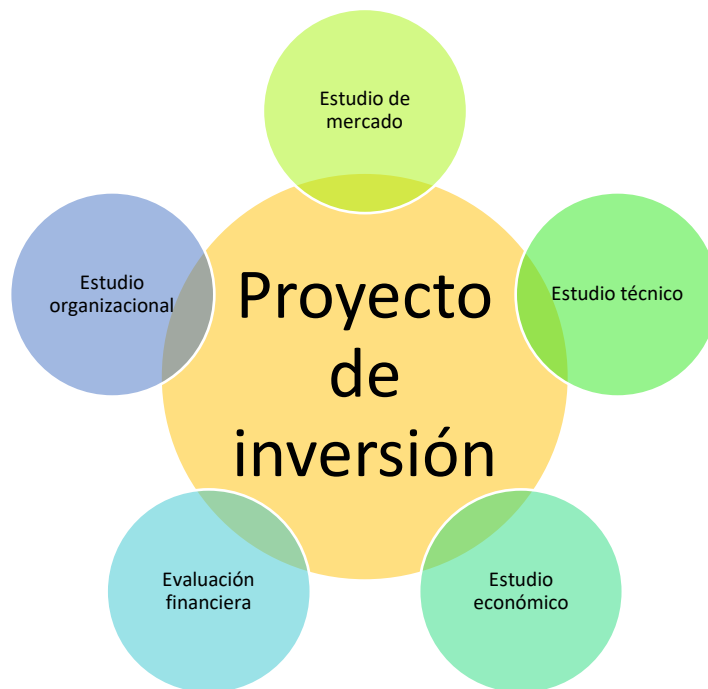 Estudio de
mercado
Estudio técnico
Estudio
económico
Evaluación
financiera
Estudio
organizacional
Proyecto
de
inversión